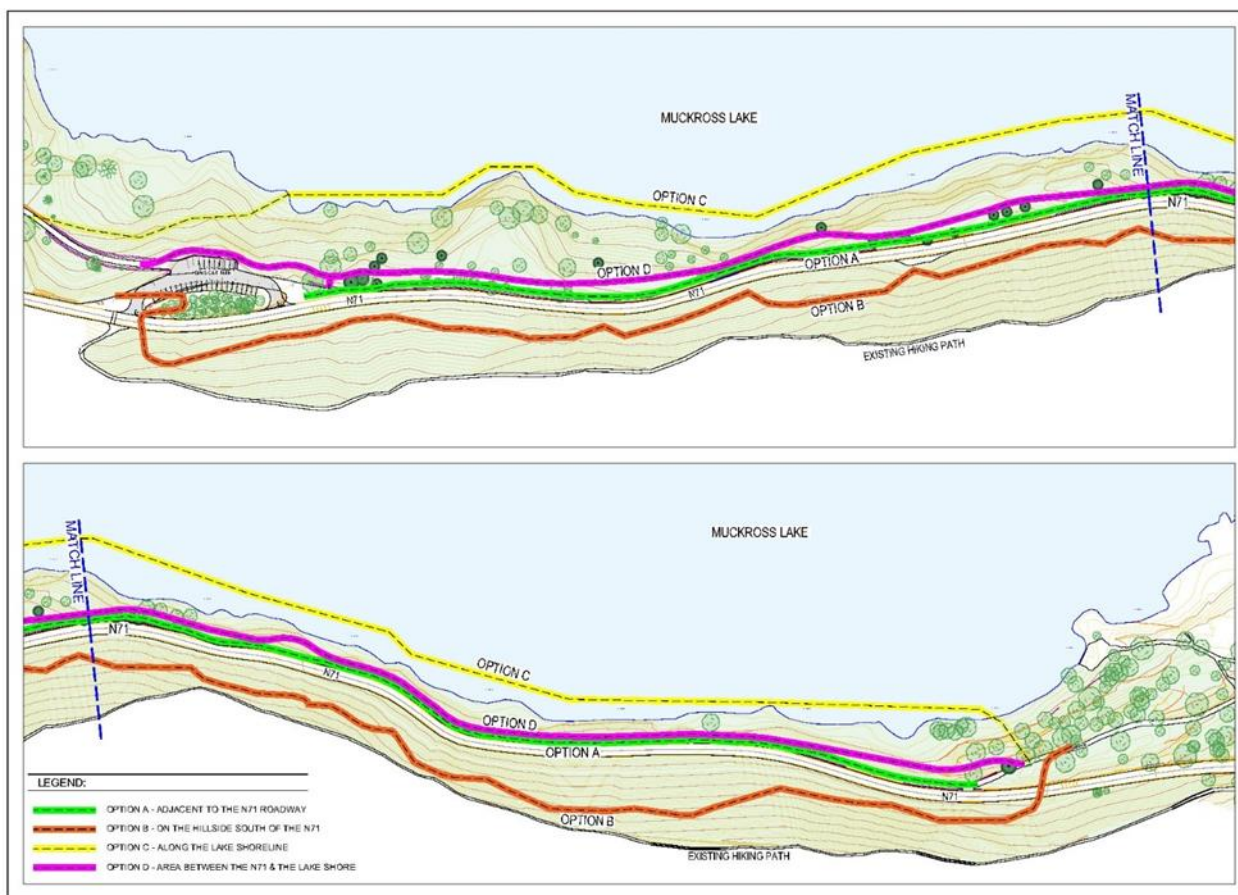 MUCKROSS LAKE
MATCH LINE
OPTION C
N71
OPTION D
OPTION A
N71
N71
OPTION B
EXISTING HIKING PATH
MUCKROSS LAKE
MATCH LINE
N71
N71
OPTION C
OPTION D
OPTION A
N71
OPTION B
EXISTING HIKING PATH
LEGEND:
OPTION A - ADJACENT TO THE N71 ROADWAY
OPTION B - ON THE HILLSIDE SOUTH OF THE N71
OPTION C - ALONG THE LAKE SHORELINE
OPTION D - AREA BETWEEN THE N71 & THE LAKE SHORE